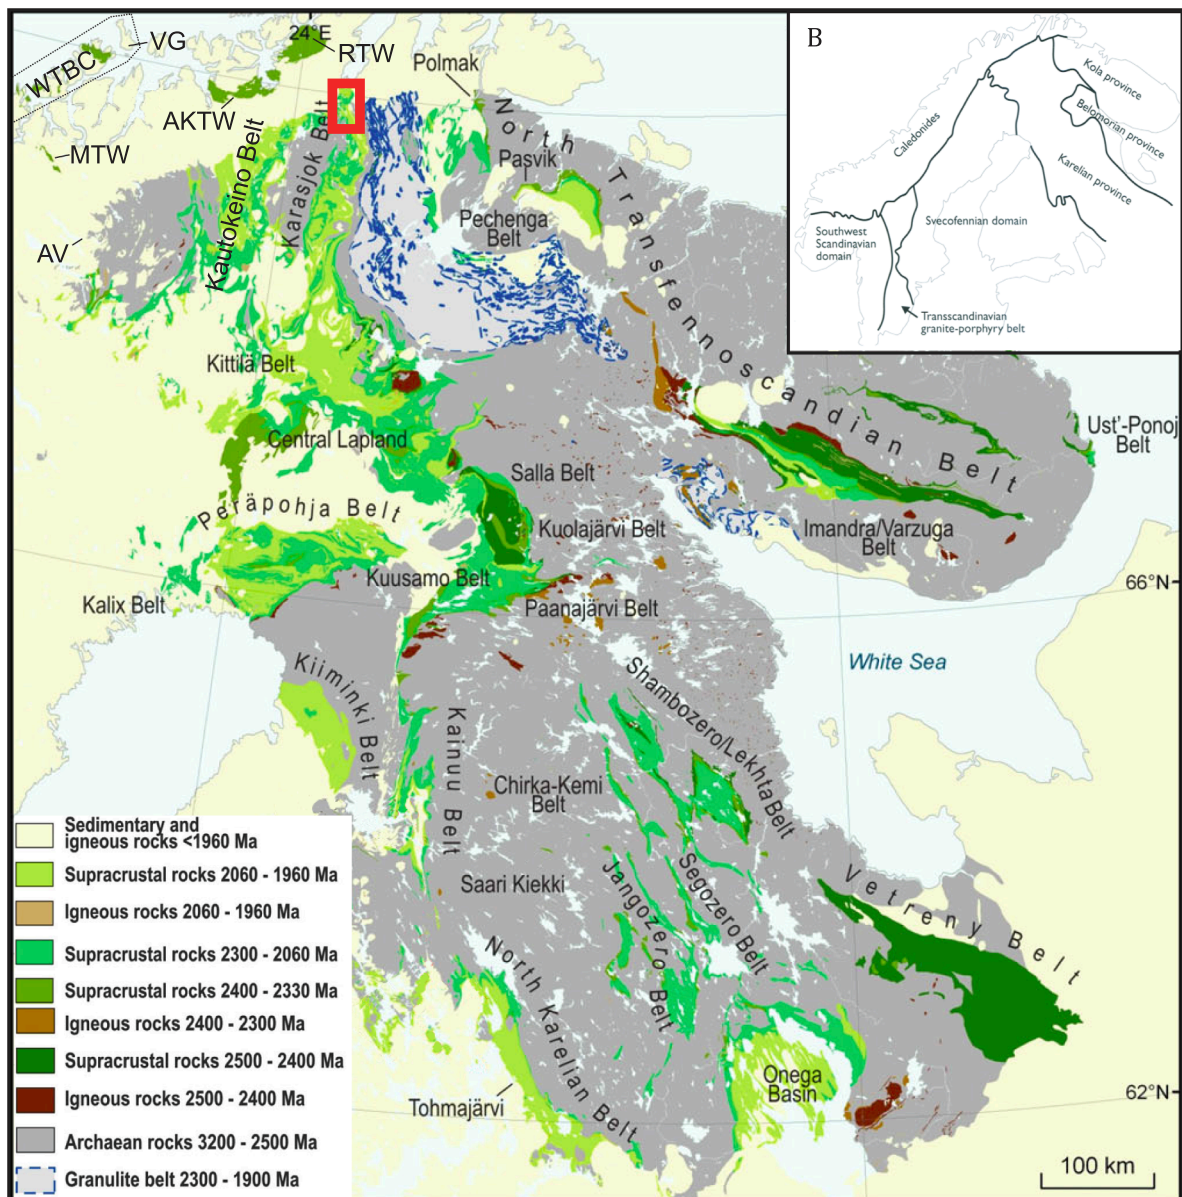 24°E
VG
WTBC
RTW
Polmak
AKTW
MTW
AV
Kautokeino Belt
Karasjok Belt
North Transfennoscandian Belt
Pasvik
Pechenga
Belt
B
Kola province
Belomorian province
Caledonides
Karelian province
Svecofennian domain
Southwest
Scandinavian
domain
Transscandinavian
granite-porphyry belt
Kittilä Belt
Central Lapland
Ust'-Ponoj
Belt
Salla Belt
Peräpohja Belt
Kuolajärvi Belt
Imandra/Varzuga
Belt
Kuusamo Belt
66°N
Kalix Belt
Paanajärvi Belt
White Sea
Kiiminki Belt
Shambozero/Lekhta Belt
Kainuu Belt
Chirka-Kemi
Belt
Saari Kiekki
Jangozero Belt
Segozero Belt
Vetreny Belt
North Karelian Belt
Onega
Basin
62°N
Tohmajärvi
100 km
Sedimentary and
igneous rocks <1960 Ma
Supracrustal rocks 2060 - 1960 Ma
Igneous rocks 2060 - 1960 Ma
Supracrustal rocks 2300 - 2060 Ma
Supracrustal rocks 2400 - 2330 Ma
Igneous rocks 2400 - 2300 Ma
Supracrustal rocks 2500 - 2400 Ma
Igneous rocks 2500 - 2400 Ma
Archaean rocks 3200 - 2500 Ma
Granulite belt 2300 - 1900 Ma